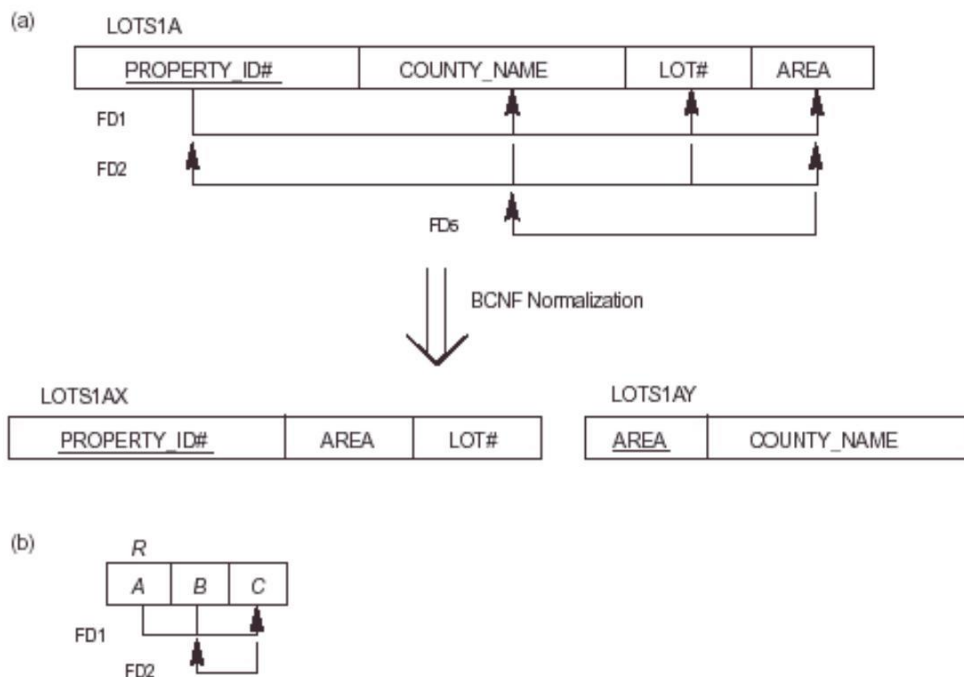 (a)
LOTS1A
PROPERTY_ID# COUNTY_NAME LOT# AREA
FD1
FD2
FD5
BCNF Normalization
LOTS1AX
PROPERTY_ID# AREA LOT#
LOTS1AY
AREA COUNTY_NAME
(b)
R
A B C
FD1
FD2